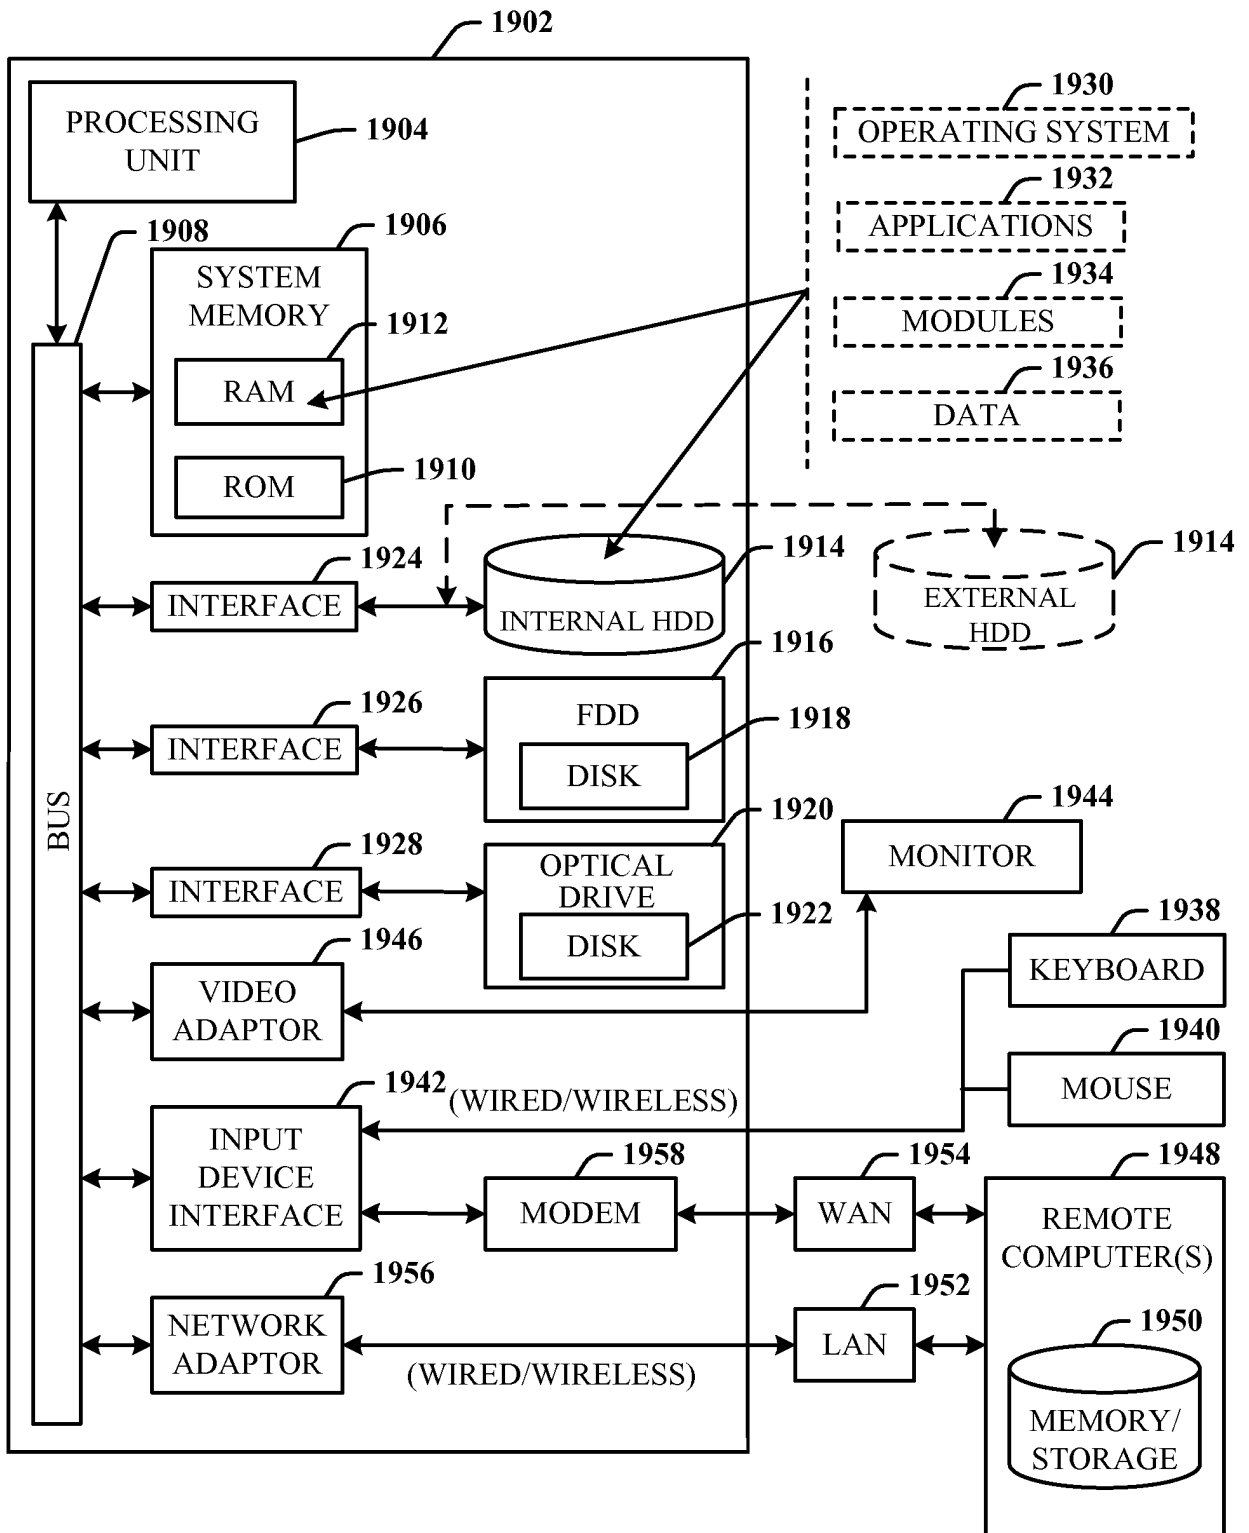 1902
PROCESSING
UNIT
1904
1930
OPERATING SYSTEM
1932
APPLICATIONS
1908
1906
SYSTEM
MEMORY
1934
MODULES
1912
RAM
1936
DATA
1910
ROM
1924
INTERFACE
1914
INTERNAL HDD
1914
EXTERNAL
HDD
1916
FDD
1926
INTERFACE
1918
DISK
BUS
1920
OPTICAL
DRIVE
1944
MONITOR
1928
INTERFACE
1922
DISK
1938
KEYBOARD
1946
VIDEO
ADAPTOR
1940
MOUSE
1942
(WIRED/WIRELESS)
INPUT
DEVICE
INTERFACE
1958
MODEM
1954
WAN
1948
REMOTE
COMPUTER(S)
1956
NETWORK
ADAPTOR
(WIRED/WIRELESS)
1952
LAN
1950
MEMORY/
STORAGE